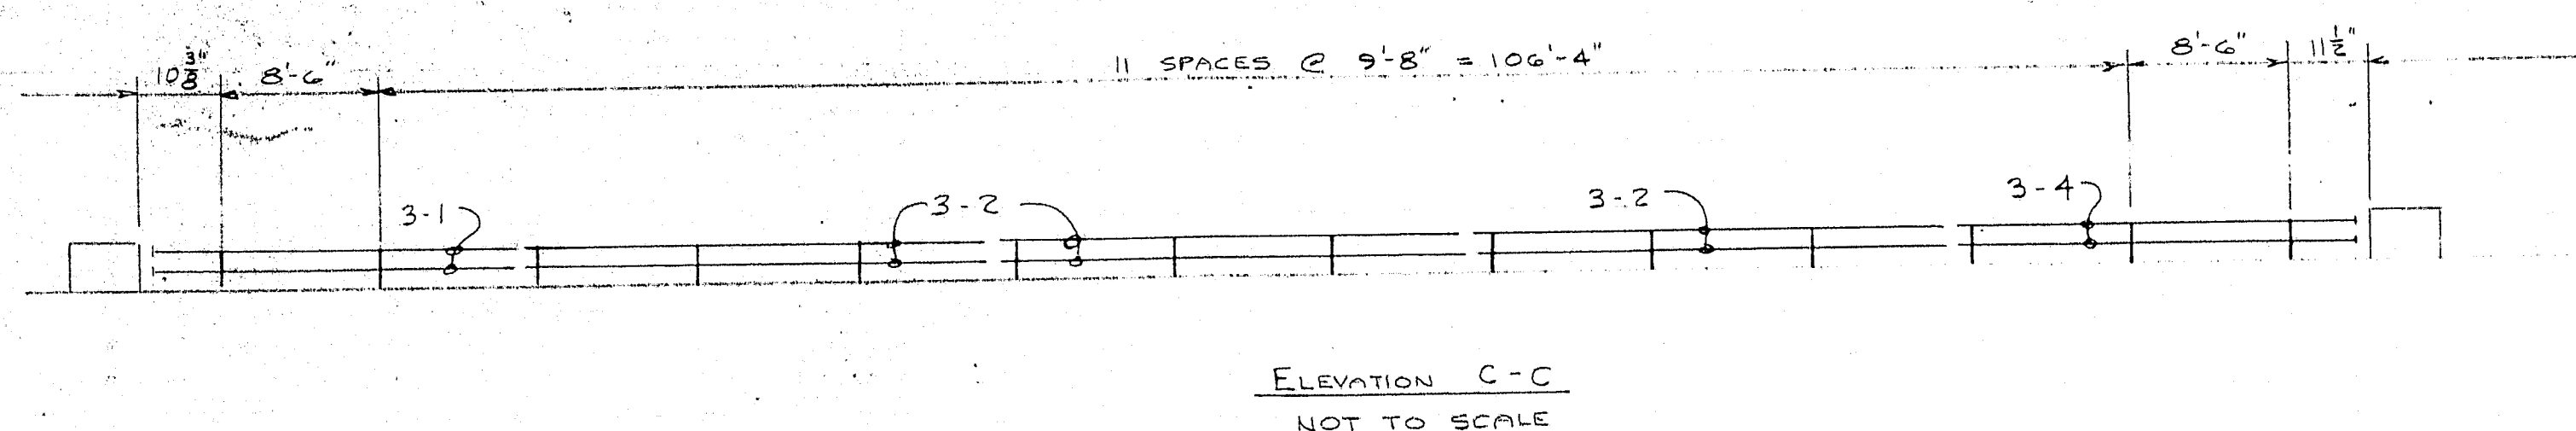 10 3/8" 8'-6" 11 SPACES @ 9'-8" = 106'-4" 8'-6" 11 1/2"
3-1 3-2 3-2 3-4
ELEVATION C-C
NOT TO SCALE